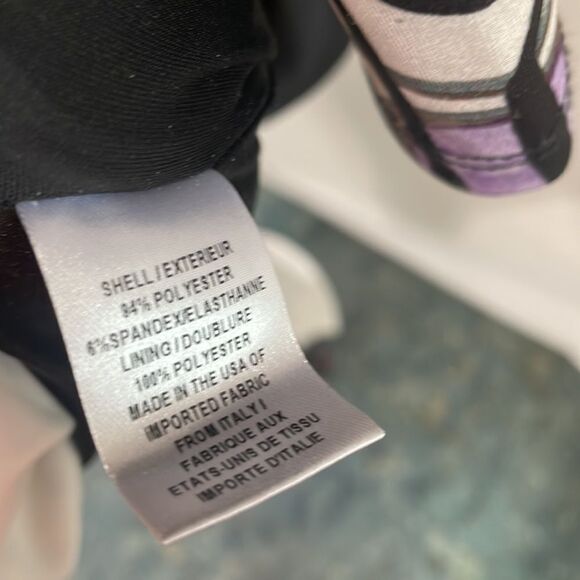 SHELL / EXTERIEUR
94% POLYESTER
6%SPANDEX/ELASTHANNE
LINING / DOUBLURE
100% POLYESTER
MADE IN THE USA OF
IMPORTED FABRIC
FROM ITALY /
FABRIQUE AUX
ETATS-UNIS DE TISSU
IMPORTE D'ITALIE